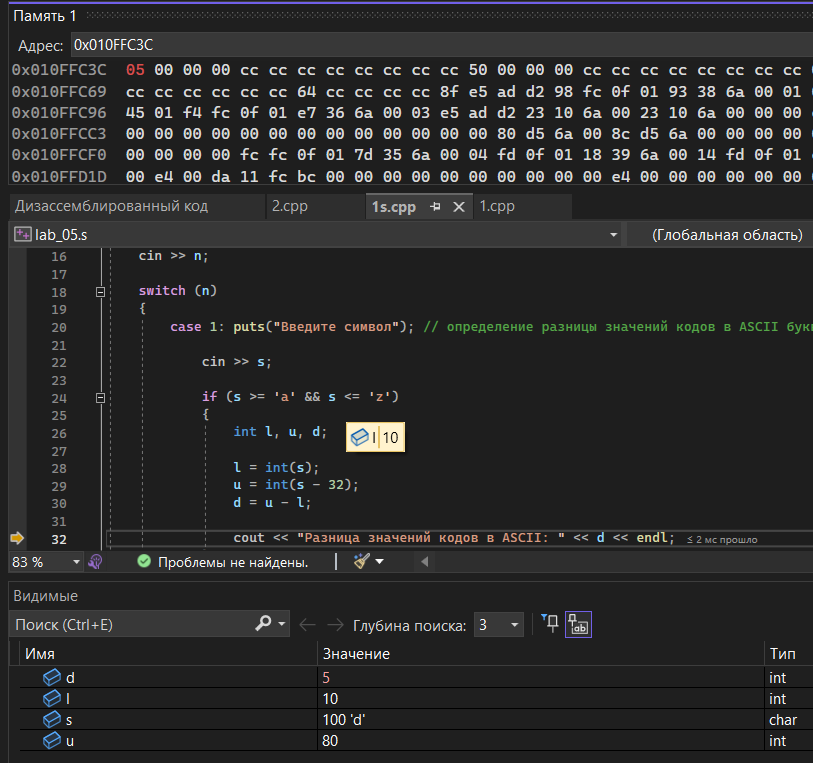 Память 1
Адрес: 0x010FFC3C
0x010FFC3C 05 00 00 00 cc cc cc cc cc cc cc cc 50 00 00 00 cc cc cc cc cc cc cc cc
0x010FFC69 cc cc cc cc cc cc 64 cc cc cc cc 8f e5 ad d2 98 fc 0f 01 93 38 6a 00 01
0x010FFC96 45 01 f4 fc 0f 01 e7 36 6a 00 03 e5 ad d2 23 10 6a 00 23 10 6a 00 00 00
0x010FFCC3 00 00 00 00 00 00 00 00 00 00 00 00 00 80 d5 6a 00 8c d5 6a 00 00 00 00
0x010FFCF0 00 00 00 00 fc fc 0f 01 7d 35 6a 00 04 fd 0f 01 18 39 6a 00 14 fd 0f 01
0x010FFD1D 00 e4 00 da 11 fc bc 00 00 00 00 00 00 00 00 00 00 e4 00 00 00 00 00 00
Дизассемблированный код 2.cpp 1s.cpp 1.cpp
lab_05.s (Глобальная область)
16 cin >> n;
17
18 switch (n)
19 {
20 case 1: puts("Введите символ"); // определение разницы значений кодов в ASCII
21
22 cin >> s;
23
24 if (s >= 'a' && s <= 'z')
25 {
26 int l, u, d; l 10
27
28 l = int(s);
29 u = int(s - 32);
30 d = u - l;
31
32 cout << "Разница значений кодов в ASCII: " << d << endl; ≤ 2 мс прошло
83 % Проблемы не найдены.
Видимые
Поиск (Ctrl+E) Глубина поиска: 3
Имя Значение Тип
d 5 int
l 10 int
s 100 'd' char
u 80 int